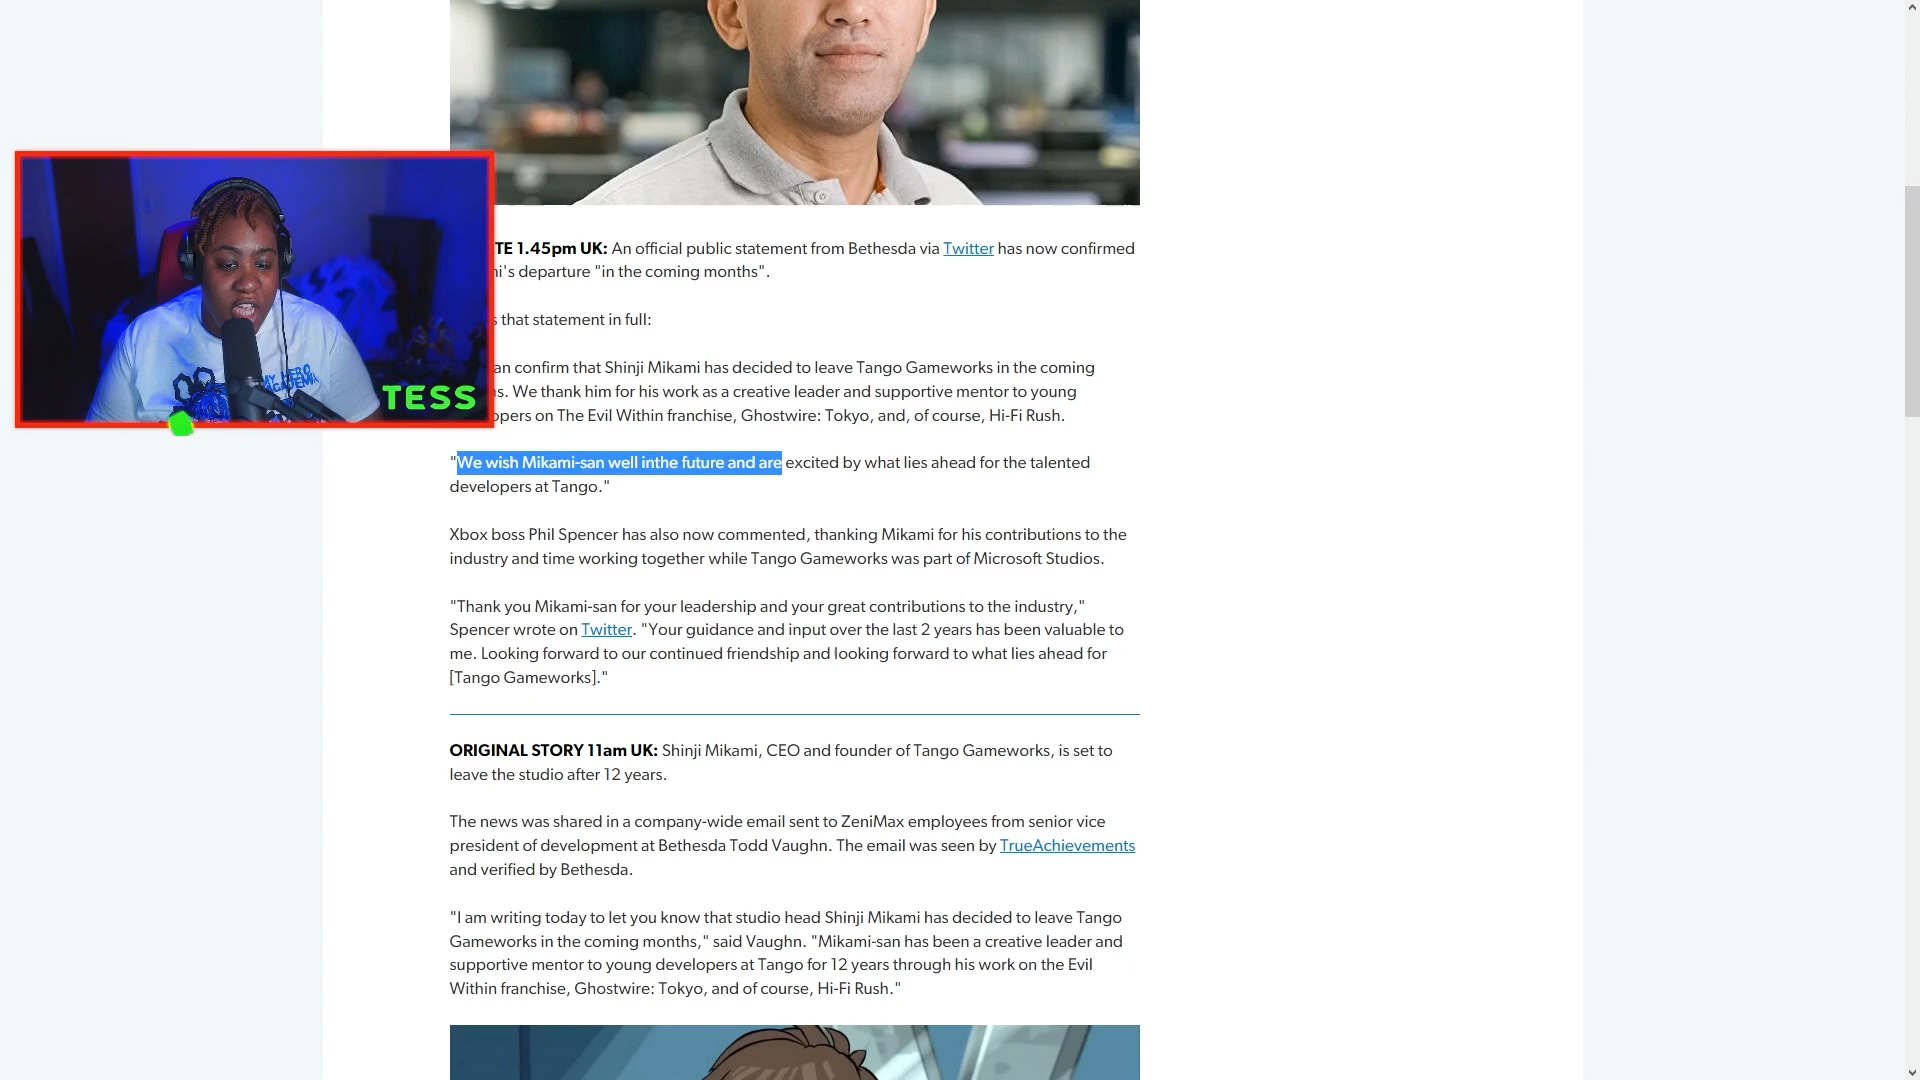 TE 1.45pm UK: An official public statement from Bethesda via Twitter has now confirmed
i's departure "in the coming months".
s that statement in full:
an confirm that Shinji Mikami has decided to leave Tango Gameworks in the coming
s. We thank him for his work as a creative leader and supportive mentor to young
opers on The Evil Within franchise, Ghostwire: Tokyo, and, of course, Hi-Fi Rush.
MY HERO
ACADEMIA
TESS
"We wish Mikami-san well inthe future and are excited by what lies ahead for the talented
developers at Tango."
Xbox boss Phil Spencer has also now commented, thanking Mikami for his contributions to the
industry and time working together while Tango Gameworks was part of Microsoft Studios.
"Thank you Mikami-san for your leadership and your great contributions to the industry,"
Spencer wrote on Twitter. "Your guidance and input over the last 2 years has been valuable to
me. Looking forward to our continued friendship and looking forward to what lies ahead for
[Tango Gameworks]."
ORIGINAL STORY 11am UK: Shinji Mikami, CEO and founder of Tango Gameworks, is set to
leave the studio after 12 years.
The news was shared in a company-wide email sent to ZeniMax employees from senior vice
president of development at Bethesda Todd Vaughn. The email was seen by TrueAchievements
and verified by Bethesda.
"I am writing today to let you know that studio head Shinji Mikami has decided to leave Tango
Gameworks in the coming months," said Vaughn. "Mikami-san has been a creative leader and
supportive mentor to young developers at Tango for 12 years through his work on the Evil
Within franchise, Ghostwire: Tokyo, and of course, Hi-Fi Rush."